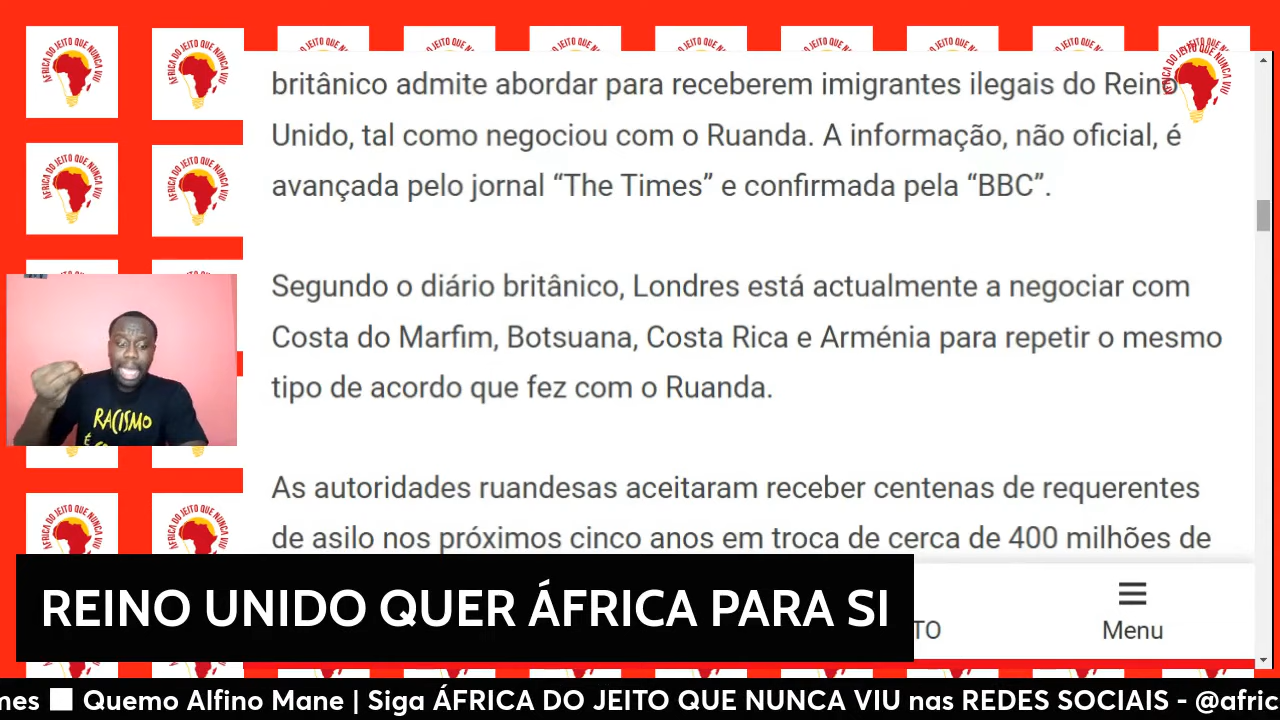 ÁFRICA DO JEITO QUE NUNCA VIU
britânico admite abordar para receberem imigrantes ilegais do Reino
Unido, tal como negociou com o Ruanda. A informação, não oficial, é
avançada pelo jornal “The Times” e confirmada pela “BBC”.
Segundo o diário britânico, Londres está actualmente a negociar com
Costa do Marfim, Botsuana, Costa Rica e Arménia para repetir o mesmo
tipo de acordo que fez com o Ruanda.
RACISMO
É
As autoridades ruandesas aceitaram receber centenas de requerentes
de asilo nos próximos cinco anos em troca de cerca de 400 milhões de
REINO UNIDO QUER ÁFRICA PARA SI
TO
Menu
mes Quemo Alfino Mane | Siga ÁFRICA DO JEITO QUE NUNCA VIU nas REDES SOCIAIS - @afric